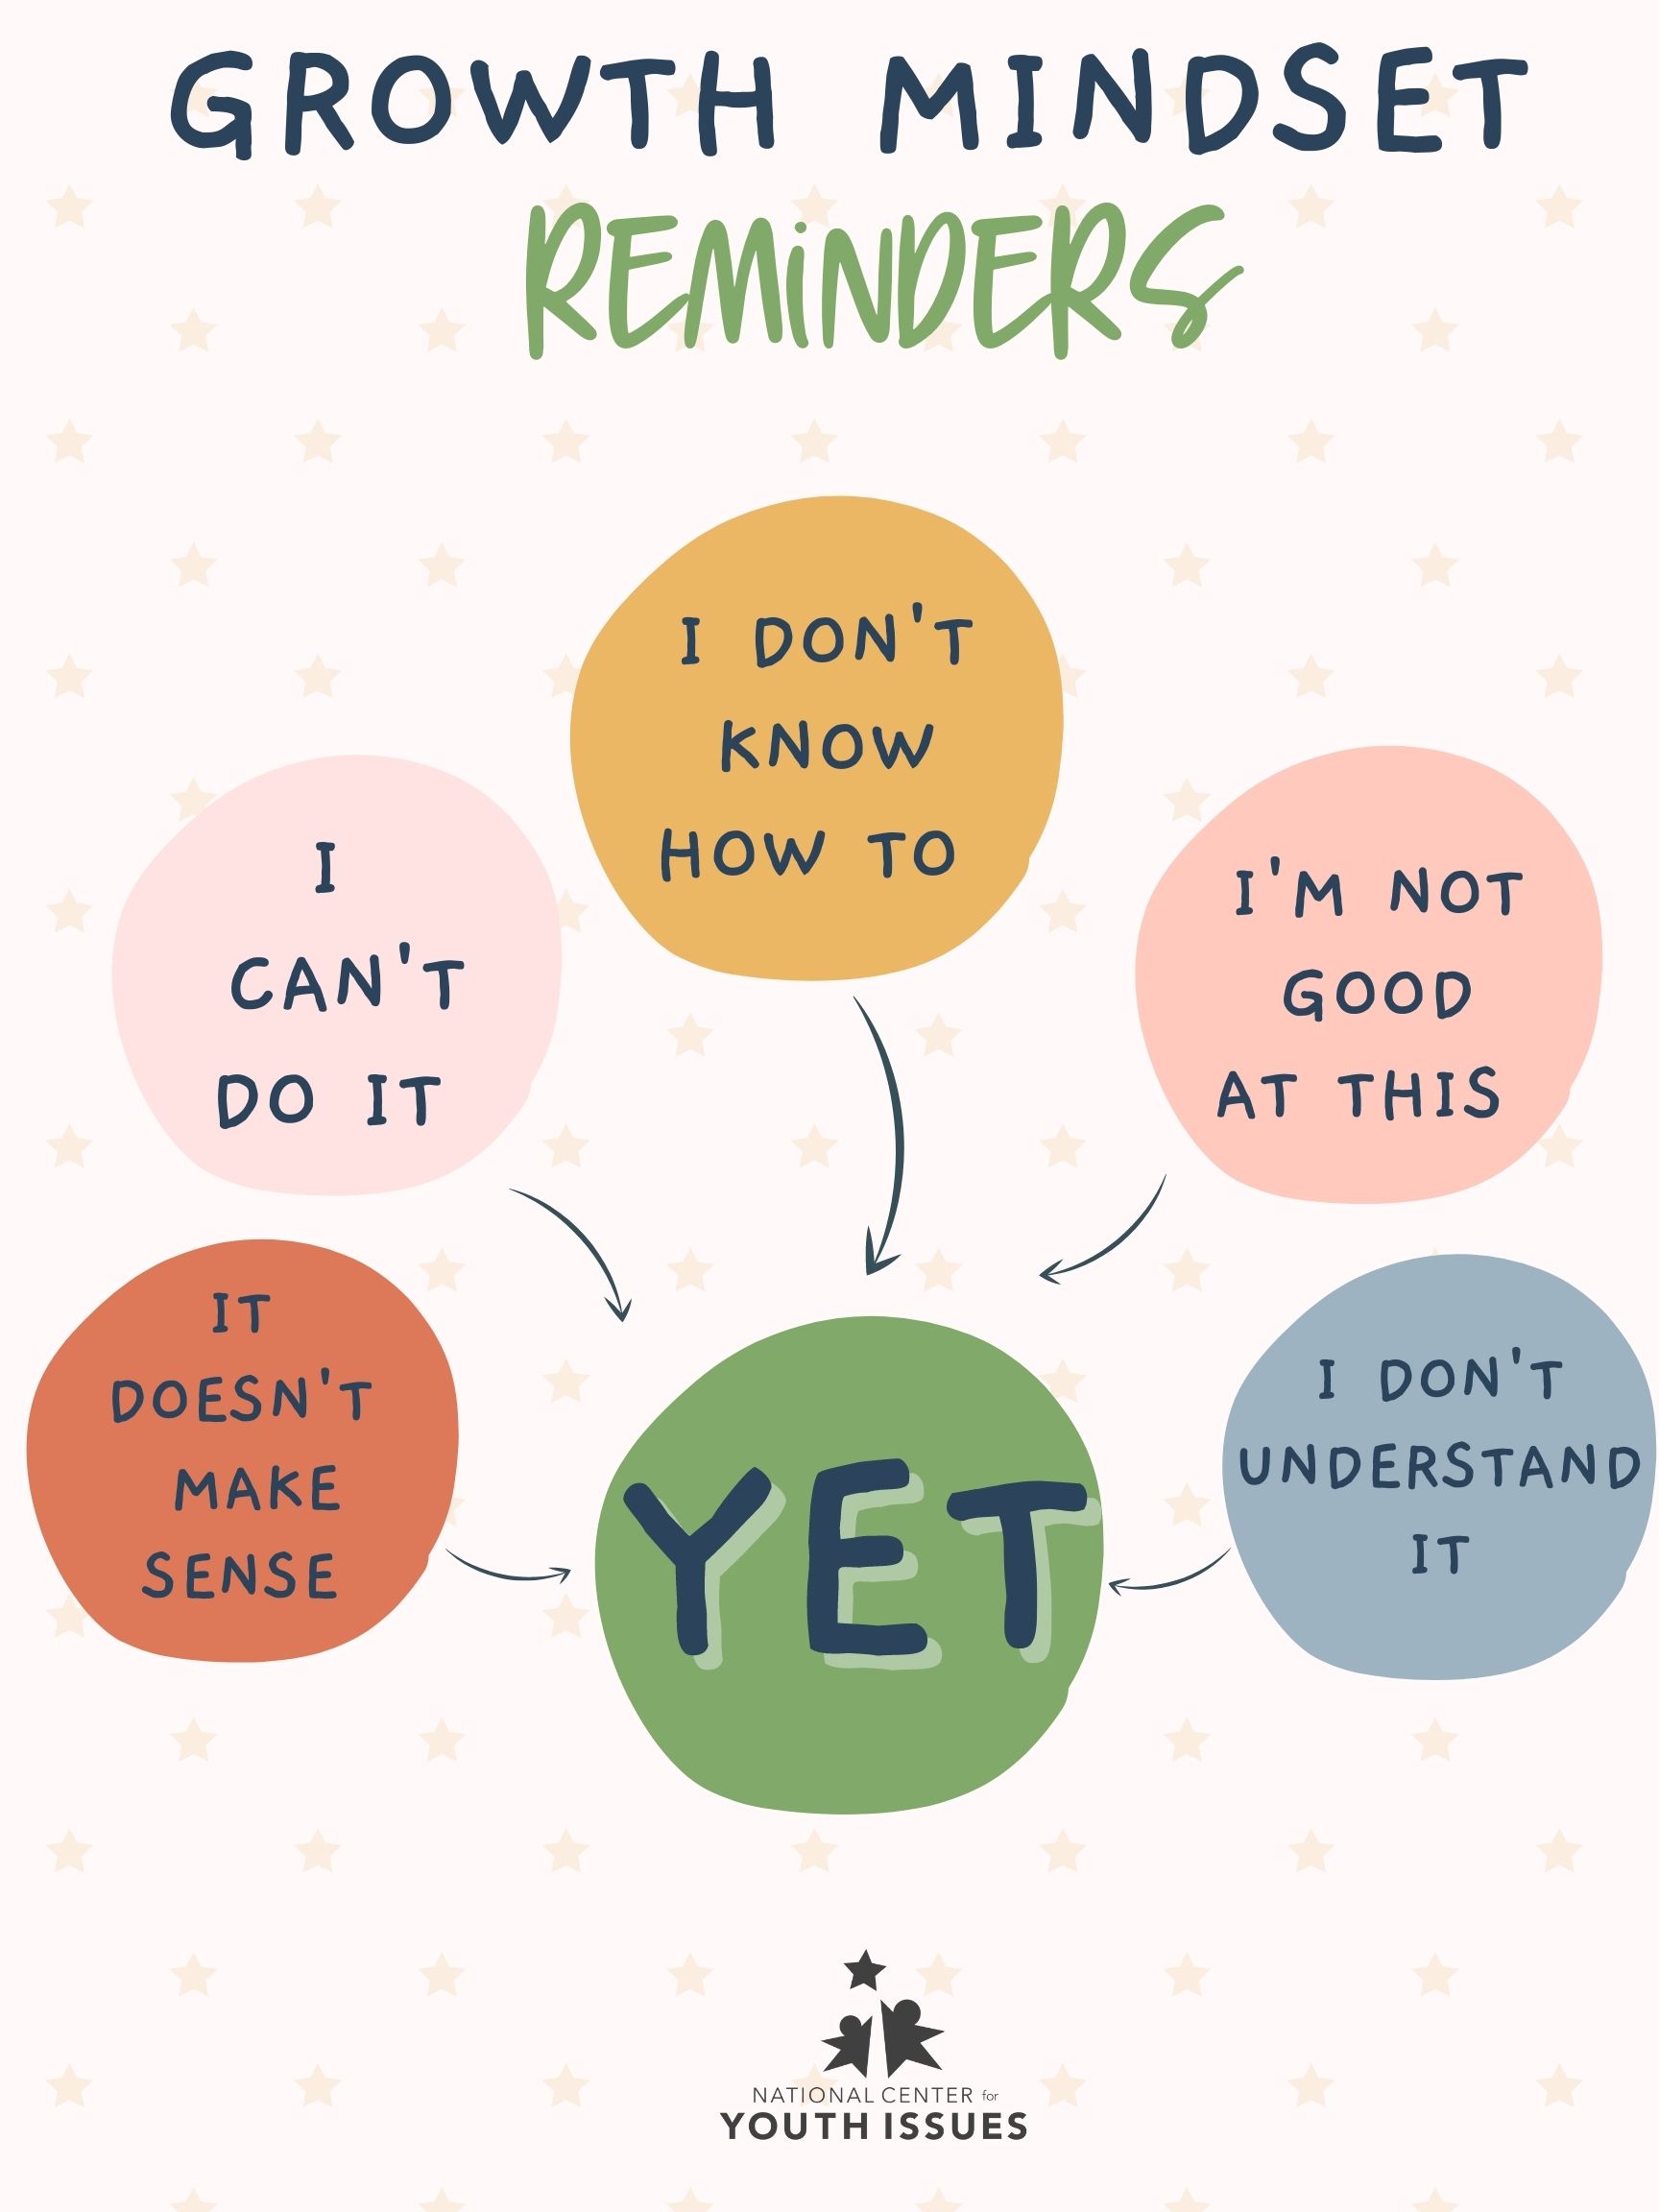 GROWTH MINDSET
REMINDERS
I DON'T
KNOW
HOW TO
I
CAN'T
DO IT
I'M NOT
GOOD
AT THIS
IT
DOESN'T
MAKE
SENSE
I DON'T
UNDERSTAND
IT
YET
NATIONAL CENTER for
YOUTH ISSUES